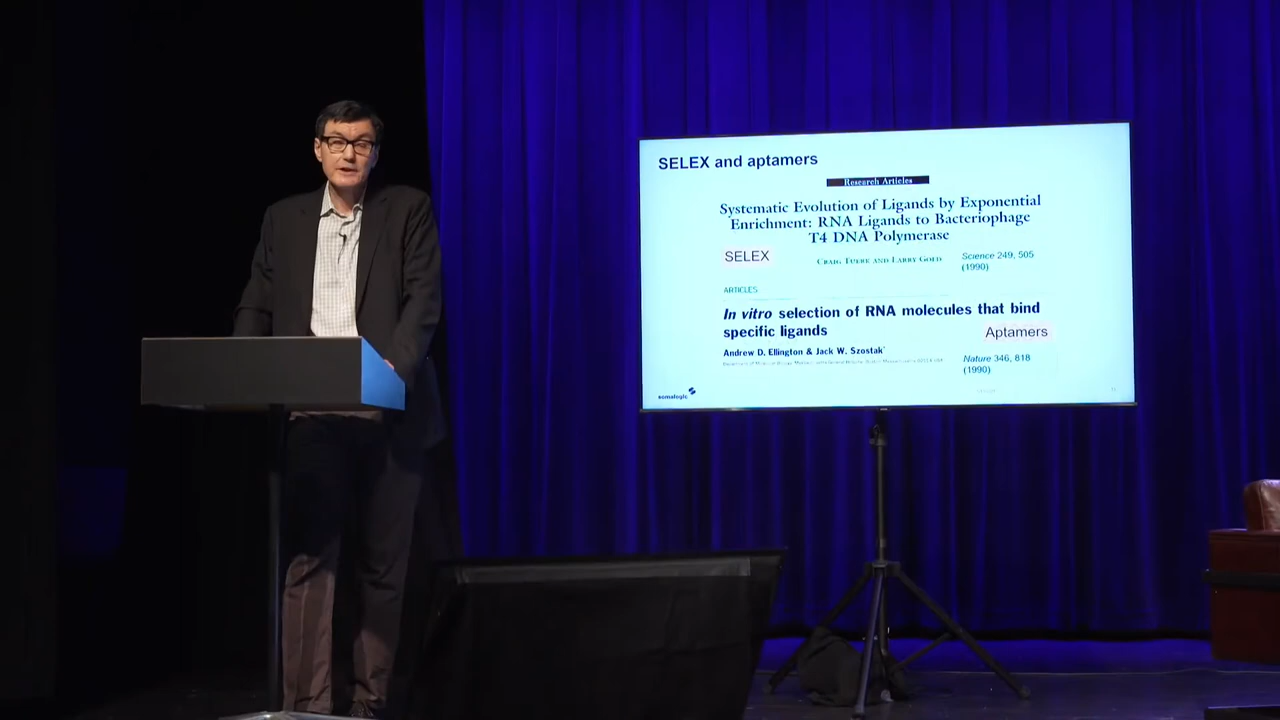 SELEX and aptamers
Research Articles
Systematic Evolution of Ligands by Exponential
Enrichment: RNA Ligands to Bacteriophage
T4 DNA Polymerase
SELEX
Craig Tuerk and Larry Gold
Science 249, 505
(1990)
ARTICLES
In vitro selection of RNA molecules that bind
specific ligands
Aptamers
Andrew D. Ellington & Jack W. Szostak*
Nature 346, 818
(1990)
somalogic